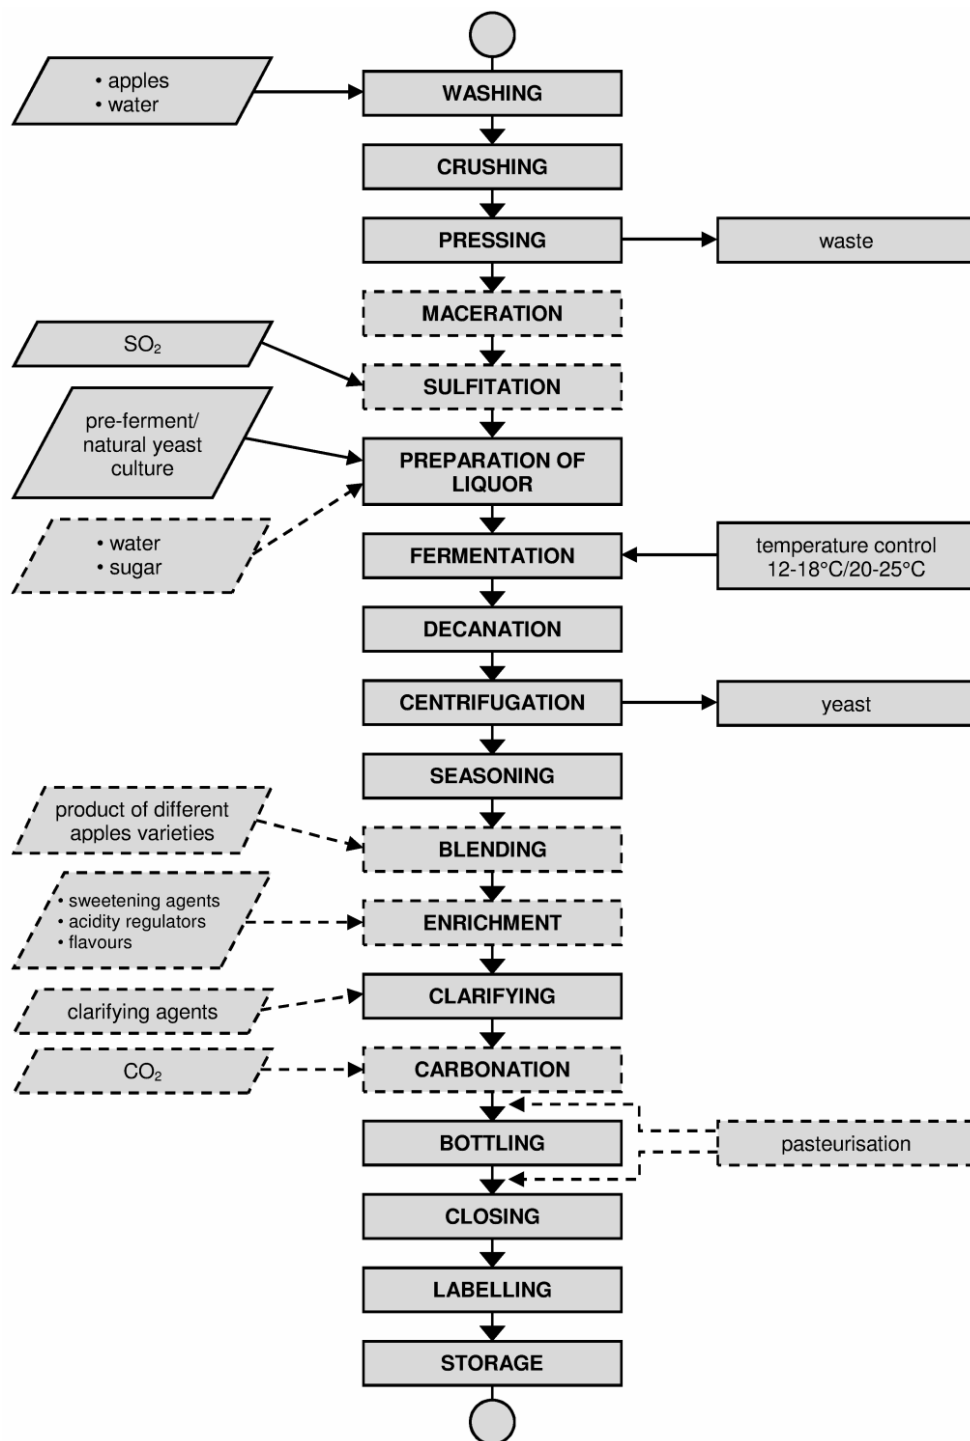 • apples
• water
WASHING
CRUSHING
PRESSING
waste
MACERATION
SO₂
SULFITATION
pre-ferment/
natural yeast
culture
PREPARATION OF
LIQUOR
• water
• sugar
FERMENTATION
temperature control
12-18°C/20-25°C
DECANATION
CENTRIFUGATION
yeast
SEASONING
product of different
apples varieties
BLENDING
• sweetening agents
• acidity regulators
• flavours
ENRICHMENT
clarifying agents
CLARIFYING
CO₂
CARBONATION
BOTTLING
pasteurisation
CLOSING
LABELLING
STORAGE